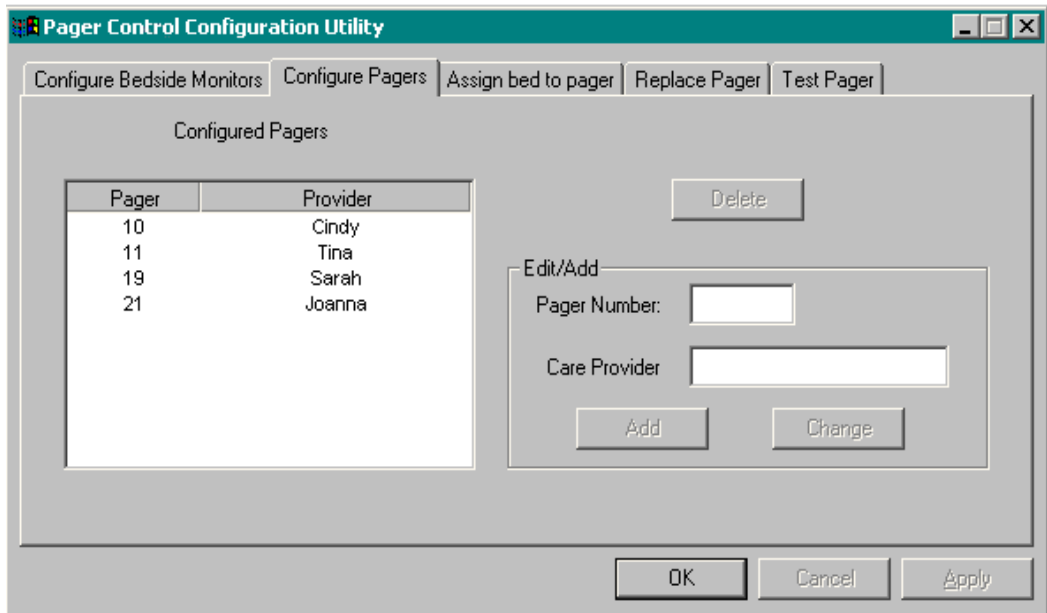 Pager Control Configuration Utility
Configure Bedside Monitors Configure Pagers Assign bed to pager Replace Pager Test Pager
Configured Pagers
Pager Provider
10 Cindy
11 Tina
19 Sarah
21 Joanna
Delete
Edit/Add
Pager Number:
Care Provider
Add Change
OK Cancel Apply